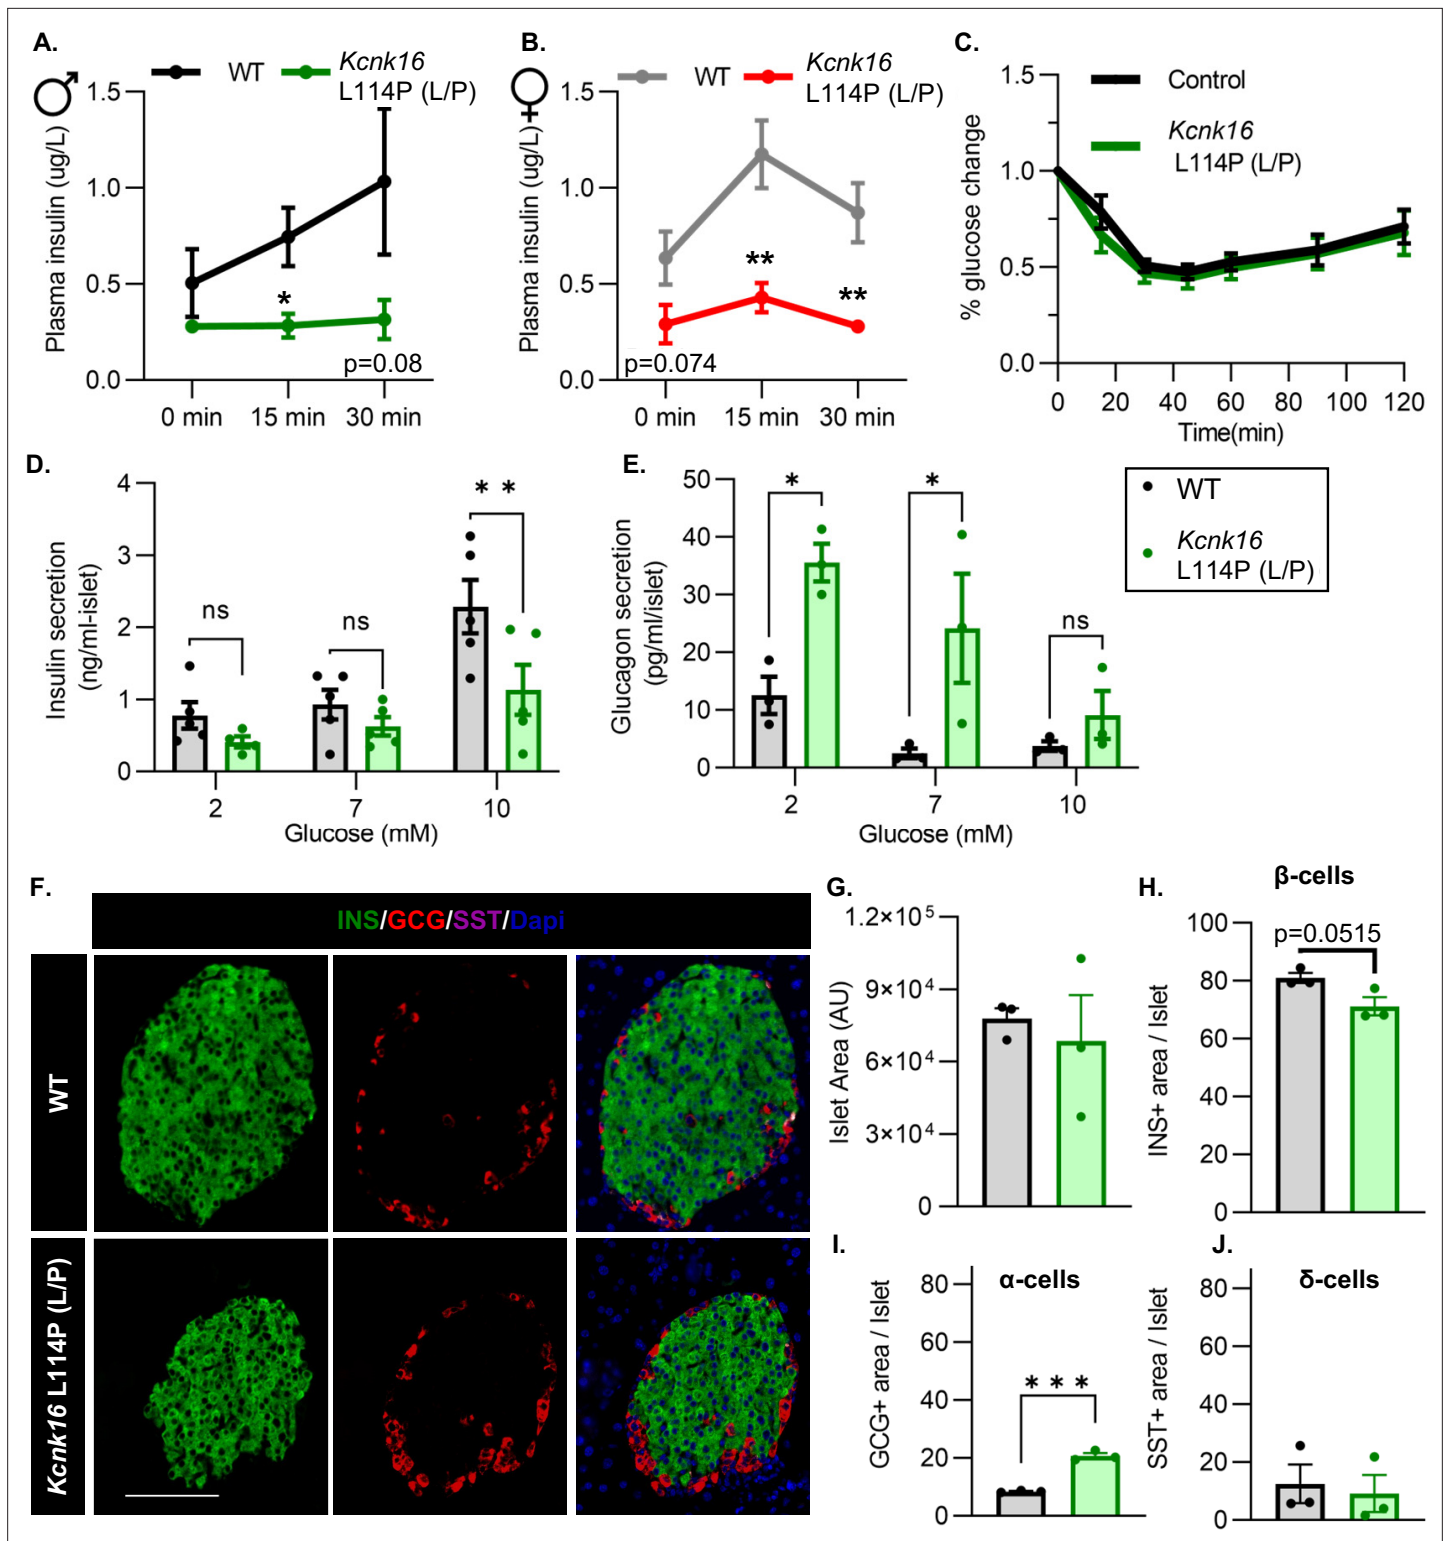 A.
♂
WT
Kcnk16
L114P (L/P)
Plasma insulin (ug/L)
1.5
1.0
0.5
0.0
*
p=0.08
0 min 15 min 30 min
B.
♀
WT
Kcnk16
L114P (L/P)
Plasma insulin (ug/L)
1.5
1.0
0.5
0.0
**
**
p=0.074
0 min 15 min 30 min
C.
Control
Kcnk16
L114P (L/P)
% glucose change
1.5
1.0
0.5
0.0
0 20 40 60 80 100 120
Time(min)
D.
Insulin secretion
(ng/ml-islet)
4
3
2
1
0
ns
ns
* *
2 7 10
Glucose (mM)
E.
Glucagon secretion
(pg/ml/islet)
50
40
30
20
10
0
*
*
ns
2 7 10
Glucose (mM)
WT
Kcnk16
L114P (L/P)
F.
INS/GCG/SST/Dapi
WT
Kcnk16 L114P (L/P)
G.
Islet Area (AU)
1.2×10⁵
9×10⁴
6×10⁴
3×10⁴
0
H.
β-cells
INS+ area / Islet
100
80
60
40
20
0
p=0.0515
I.
α-cells
GCG+ area / Islet
80
60
40
20
0
* * *
J.
δ-cells
SST+ area / Islet
80
60
40
20
0